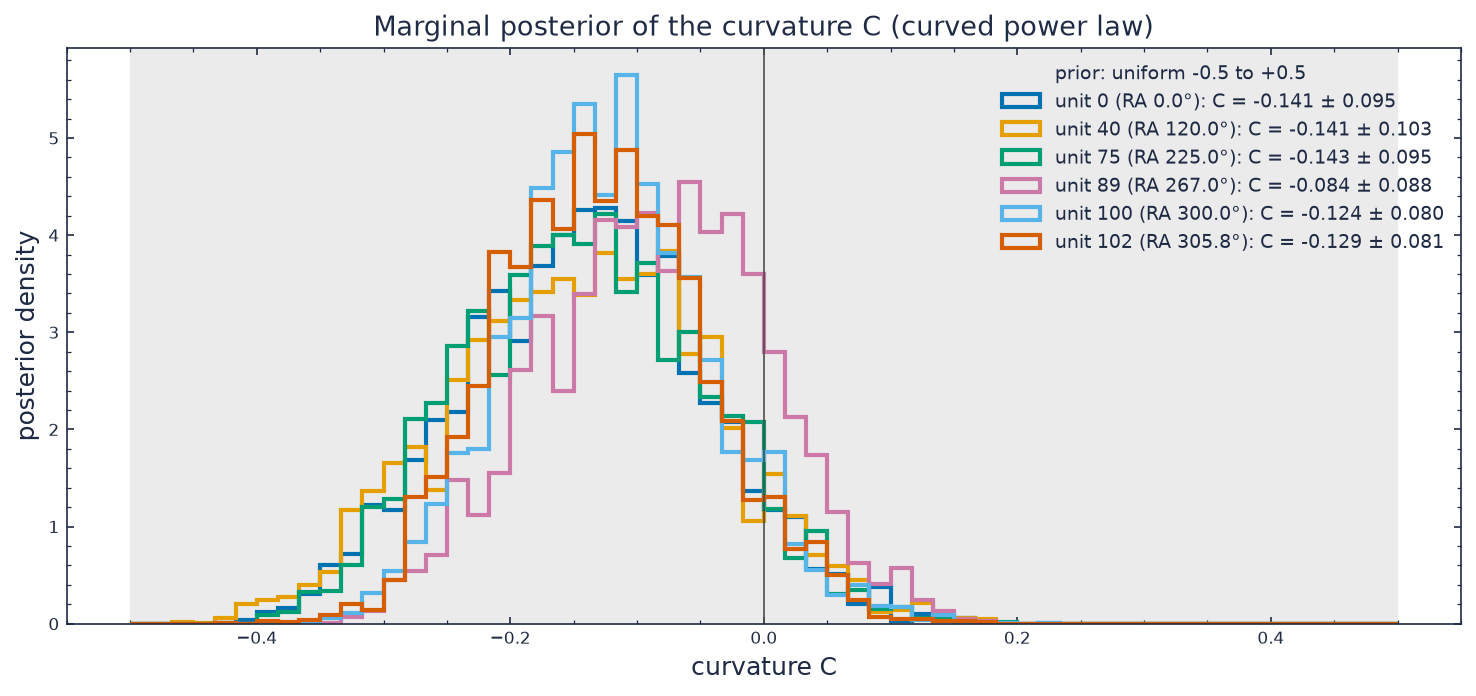 Marginal posterior of the curvature C (curved power law)
prior: uniform -0.5 to +0.5
unit 0 (RA 0.0°): C = -0.141 ± 0.095
unit 40 (RA 120.0°): C = -0.141 ± 0.103
unit 75 (RA 225.0°): C = -0.143 ± 0.095
unit 89 (RA 267.0°): C = -0.084 ± 0.088
unit 100 (RA 300.0°): C = -0.124 ± 0.080
unit 102 (RA 305.8°): C = -0.129 ± 0.081
posterior density
5
4
3
2
1
0
−0.4 −0.2 0.0 0.2 0.4
curvature C